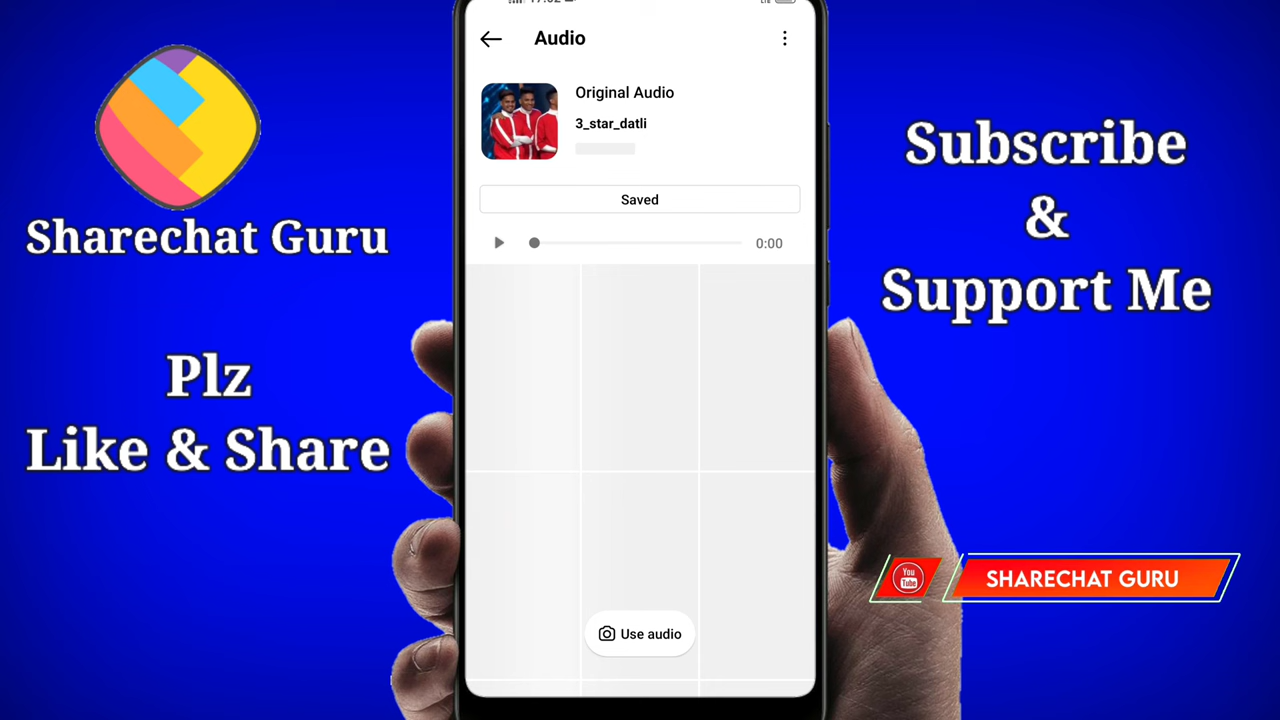 Audio
Original Audio
3_star_datli
Saved
0:00
Use audio
Sharechat Guru
Plz
Like & Share
Subscribe
&
Support Me
You
Tube
SHARECHAT GURU